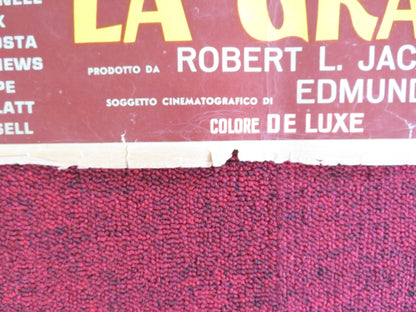 NELL
K
OSTA
HEWS
PE
LATT
SELL
LA GRA
PRODOTTO DA ROBERT L. JAC
EDMUND
SOGGETTO CINEMATOGRAFICO DI
COLORE DE LUXE